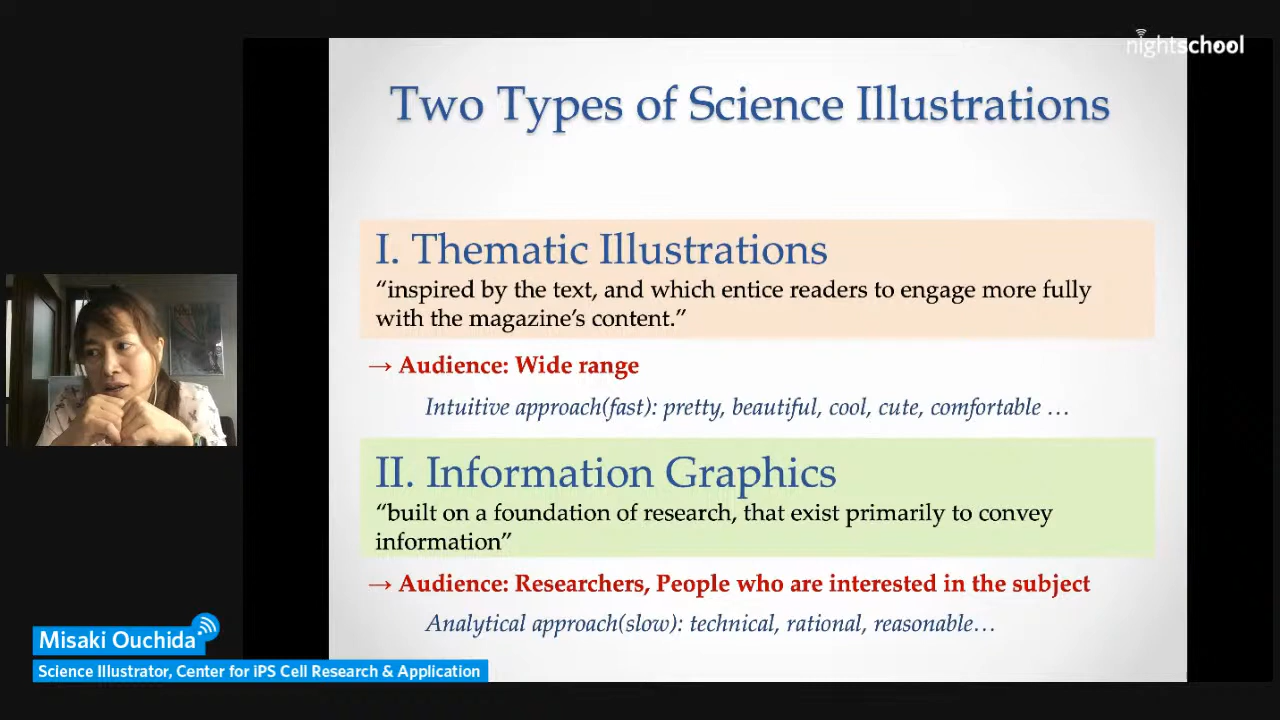 nightschool
Two Types of Science Illustrations
I. Thematic Illustrations
“inspired by the text, and which entice readers to engage more fully
with the magazine’s content.”
→ Audience: Wide range
Intuitive approach(fast): pretty, beautiful, cool, cute, comfortable …
II. Information Graphics
“built on a foundation of research, that exist primarily to convey
information”
→ Audience: Researchers, People who are interested in the subject
Analytical approach(slow): technical, rational, reasonable…
Misaki Ouchida
Science Illustrator, Center for iPS Cell Research & Application